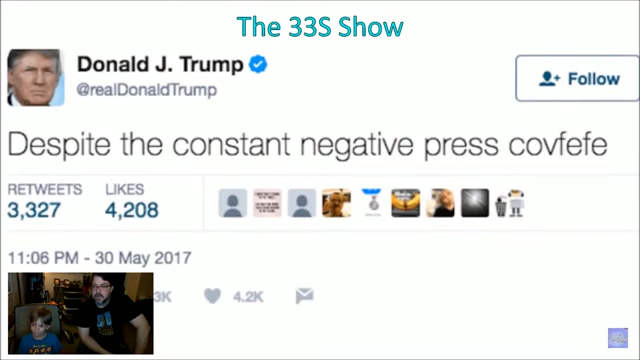 The 33S Show
Donald J. Trump
@realDonaldTrump
Follow
Despite the constant negative press covfefe
RETWEETS LIKES
3,327 4,208
11:06 PM - 30 May 2017
3K 4.2K